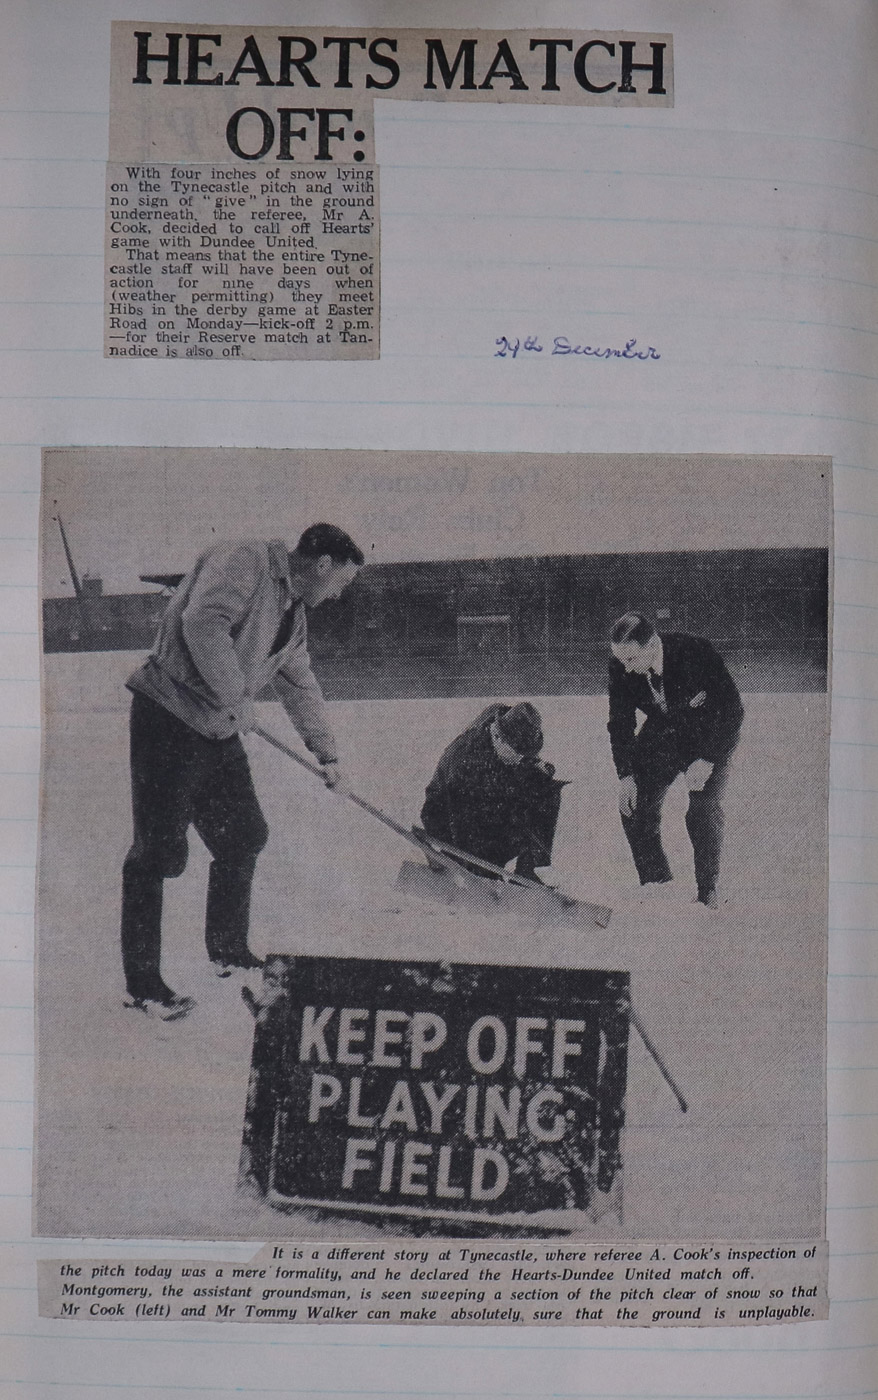 HEARTS MATCH
OFF:
With four inches of snow lying
on the Tynecastle pitch and with
no sign of "give" in the ground
underneath, the referee, Mr A.
Cook, decided to call off Hearts'
game with Dundee United.
That means that the entire Tyne-
castle staff will have been out of
action for nine days when
(weather permitting) they meet
Hibs in the derby game at Easter
Road on Monday—kick-off 2 p.m.
—for their Reserve match at Tan-
nadice is also off.
29th December
KEEP OFF
PLAYING
FIELD
It is a different story at Tynecastle, where referee A. Cook's inspection of
the pitch today was a mere formality, and he declared the Hearts-Dundee United match off.
Montgomery, the assistant groundsman, is seen sweeping a section of the pitch clear of snow so that
Mr Cook (left) and Mr Tommy Walker can make absolutely sure that the ground is unplayable.